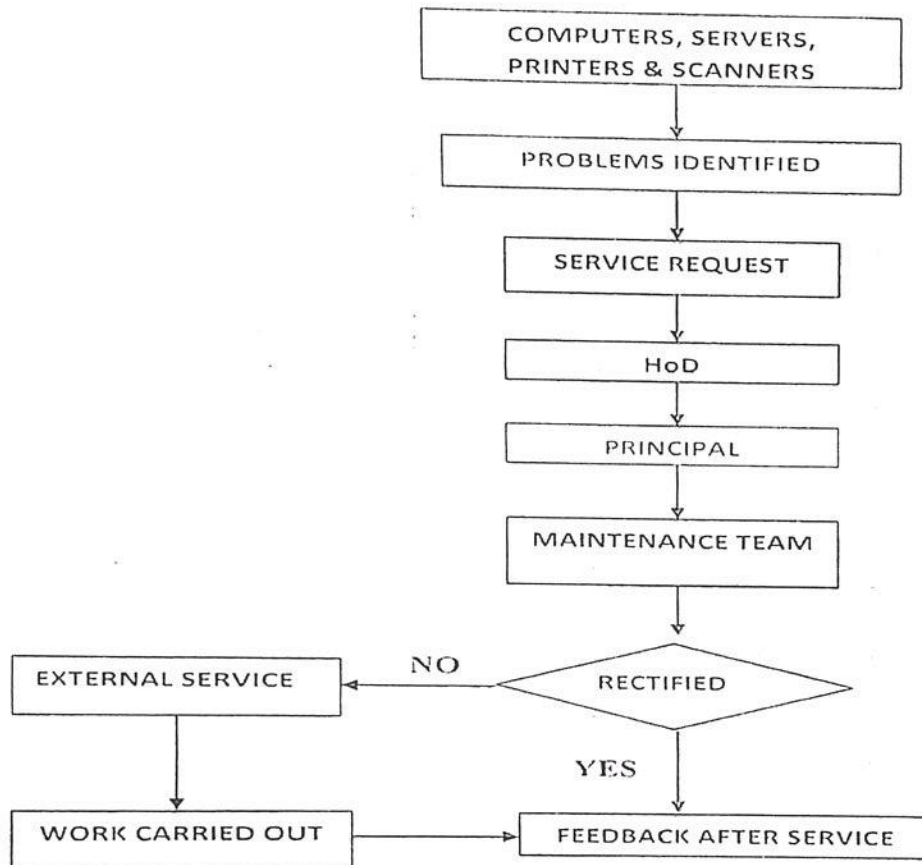 COMPUTERS, SERVERS,
PRINTERS & SCANNERS
PROBLEMS IDENTIFIED
SERVICE REQUEST
HoD
PRINCIPAL
MAINTENANCE TEAM
RECTIFIED
NO
EXTERNAL SERVICE
YES
WORK CARRIED OUT
FEEDBACK AFTER SERVICE